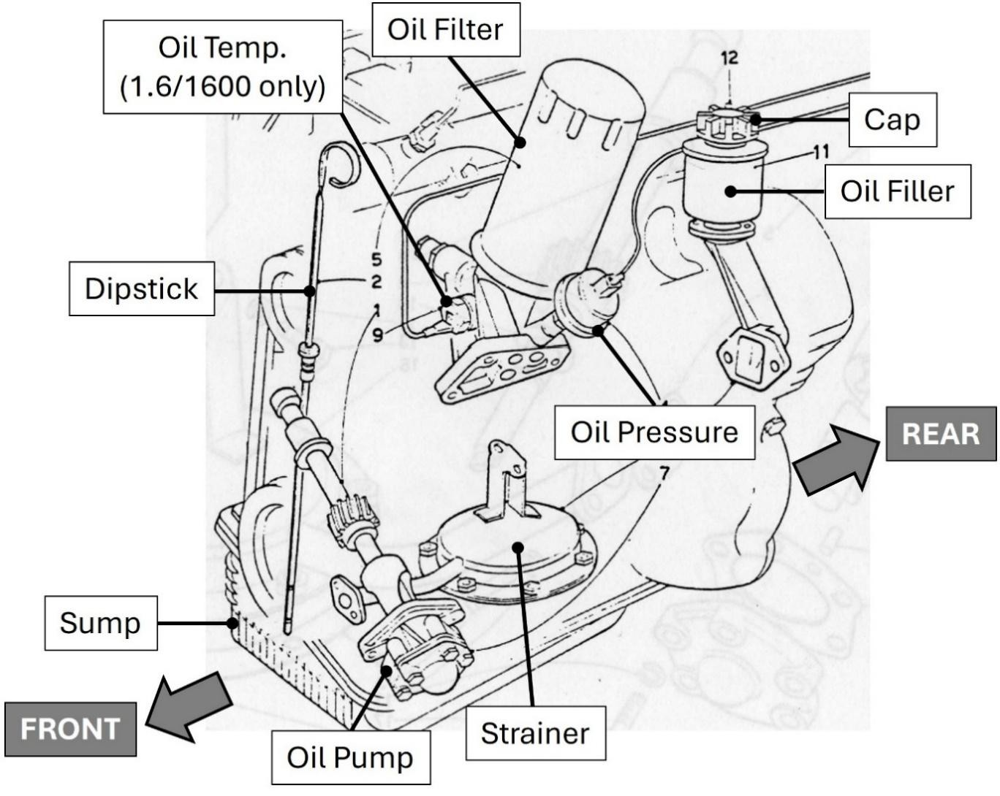 Oil Filter
Oil Temp.
(1.6/1600 only)
12
Cap
11
Oil Filler
5
2
Dipstick
1
9
Oil Pressure
REAR
7
Sump
FRONT
Strainer
Oil Pump